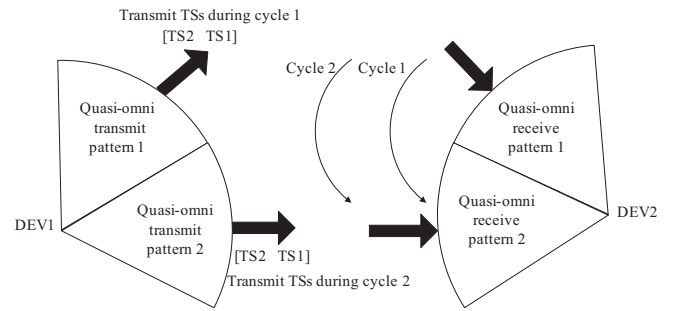 Transmit TSs during cycle 1
[TS2 TS1]
Cycle 2
Cycle 1
Quasi-omni
transmit
pattern 1
Quasi-omni
receive
pattern 1
Quasi-omni
transmit
pattern 2
Quasi-omni
receive
pattern 2
DEV1
DEV2
[TS2 TS1]
Transmit TSs during cycle 2